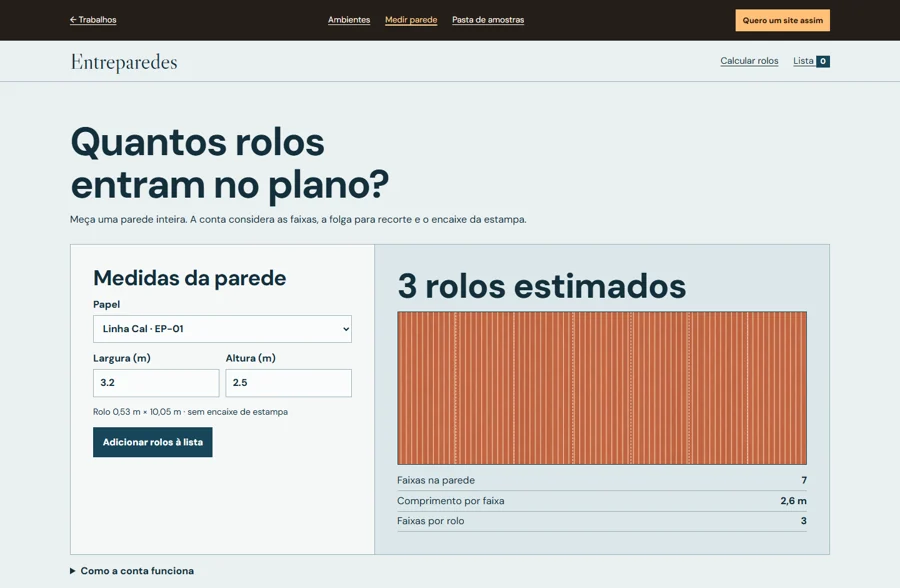 ← Trabalhos
Ambientes
Medir parede
Pasta de amostras
Quero um site assim
Entreparedes
Calcular rolos
Lista 0
Quantos rolos
entram no plano?
Meça uma parede inteira. A conta considera as faixas, a folga para recorte e o encaixe da estampa.
Medidas da parede
Papel
Linha Cal · EP-01
Largura (m)
Altura (m)
3.2
2.5
Rolo 0,53 m × 10,05 m · sem encaixe de estampa
Adicionar rolos à lista
3 rolos estimados
Faixas na parede 7
Comprimento por faixa 2,6 m
Faixas por rolo 3
Como a conta funciona